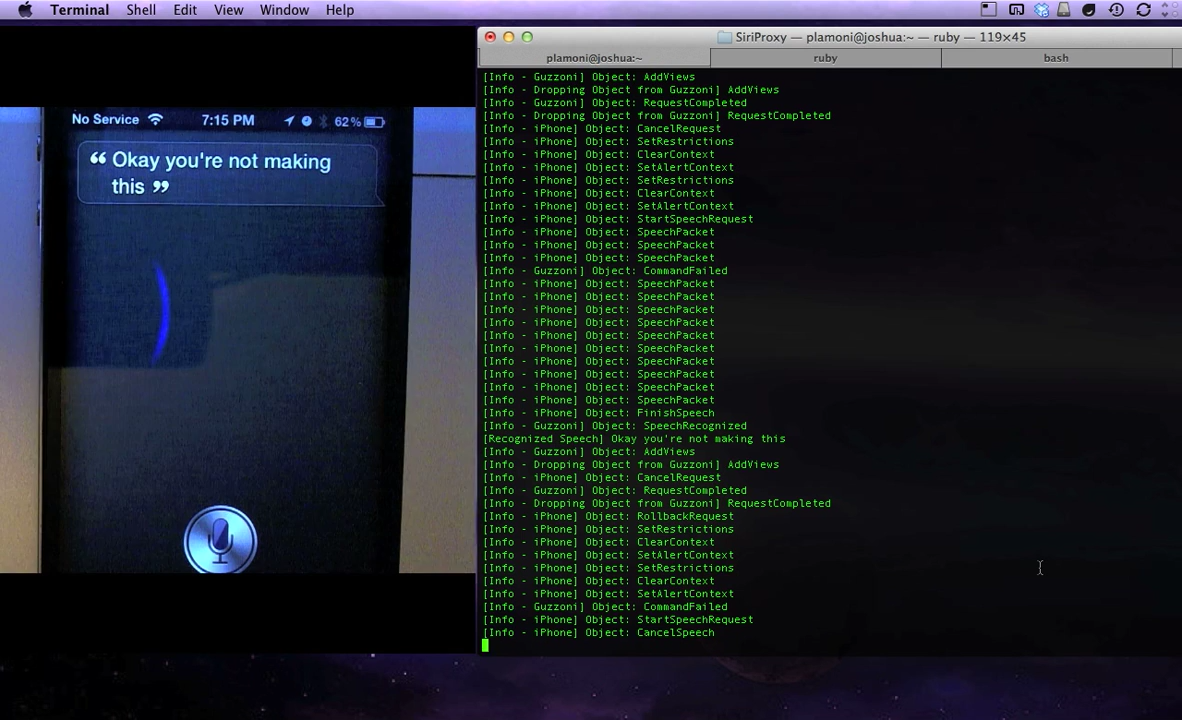 Terminal Shell Edit View Window Help
SiriProxy — plamoni@joshua:~ — ruby — 119×45
plamoni@joshua:~ ruby bash
No Service 7:15 PM 62%
“ Okay you're not making
this ”
[Info - Guzzoni] Object: AddViews
[Info - Dropping Object from Guzzoni] AddViews
[Info - Guzzoni] Object: RequestCompleted
[Info - Dropping Object from Guzzoni] RequestCompleted
[Info - iPhone] Object: CancelRequest
[Info - iPhone] Object: SetRestrictions
[Info - iPhone] Object: ClearContext
[Info - iPhone] Object: SetAlertContext
[Info - iPhone] Object: SetRestrictions
[Info - iPhone] Object: ClearContext
[Info - iPhone] Object: SetAlertContext
[Info - iPhone] Object: StartSpeechRequest
[Info - iPhone] Object: SpeechPacket
[Info - iPhone] Object: SpeechPacket
[Info - iPhone] Object: SpeechPacket
[Info - Guzzoni] Object: CommandFailed
[Info - iPhone] Object: SpeechPacket
[Info - iPhone] Object: SpeechPacket
[Info - iPhone] Object: SpeechPacket
[Info - iPhone] Object: SpeechPacket
[Info - iPhone] Object: SpeechPacket
[Info - iPhone] Object: SpeechPacket
[Info - iPhone] Object: SpeechPacket
[Info - iPhone] Object: SpeechPacket
[Info - iPhone] Object: SpeechPacket
[Info - iPhone] Object: SpeechPacket
[Info - iPhone] Object: FinishSpeech
[Info - Guzzoni] Object: SpeechRecognized
[Recognized Speech] Okay you're not making this
[Info - Guzzoni] Object: AddViews
[Info - Dropping Object from Guzzoni] AddViews
[Info - iPhone] Object: CancelRequest
[Info - Guzzoni] Object: RequestCompleted
[Info - Dropping Object from Guzzoni] RequestCompleted
[Info - iPhone] Object: RollbackRequest
[Info - iPhone] Object: SetRestrictions
[Info - iPhone] Object: ClearContext
[Info - iPhone] Object: SetAlertContext
[Info - iPhone] Object: SetRestrictions
[Info - iPhone] Object: ClearContext
[Info - iPhone] Object: SetAlertContext
[Info - Guzzoni] Object: CommandFailed
[Info - iPhone] Object: StartSpeechRequest
[Info - iPhone] Object: CancelSpeech